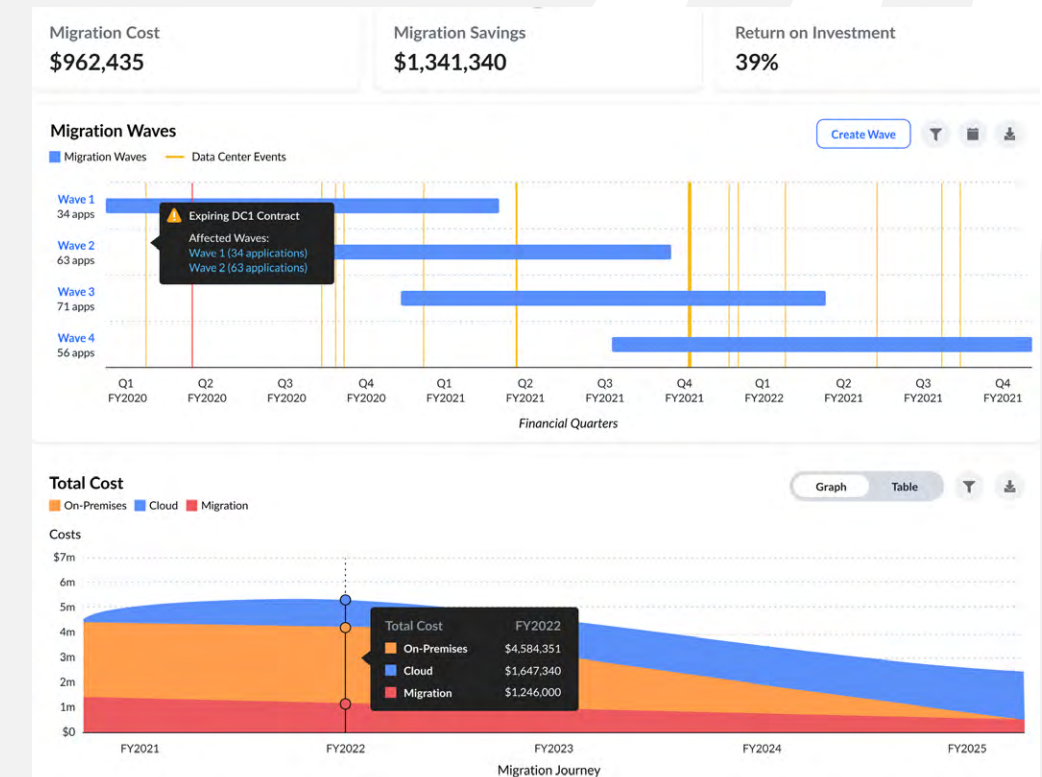 Migration Cost
$962,435
Migration Savings
$1,341,340
Return on Investment
39%
Migration Waves
Create Wave
Migration Waves
Data Center Events
Wave 1
34 apps
Wave 2
63 apps
Wave 3
71 apps
Wave 4
56 apps
Expiring DC1 Contract
Affected Waves:
Wave 1 (34 applications)
Wave 2 (63 applications)
Q1 Q2 Q3 Q4 Q1 Q2 Q3 Q4 Q1 Q2 Q3 Q4
FY2020 FY2020 FY2020 FY2020 FY2021 FY2021 FY2021 FY2021 FY2022 FY2021 FY2021 FY2021
Financial Quarters
Total Cost
Graph Table
On-Premises Cloud Migration
Costs
$7m
6m
5m
4m
3m
2m
1m
$0
Total Cost FY2022
On-Premises $4,584,351
Cloud $1,647,340
Migration $1,246,000
FY2021 FY2022 FY2023 FY2024 FY2025
Migration Journey